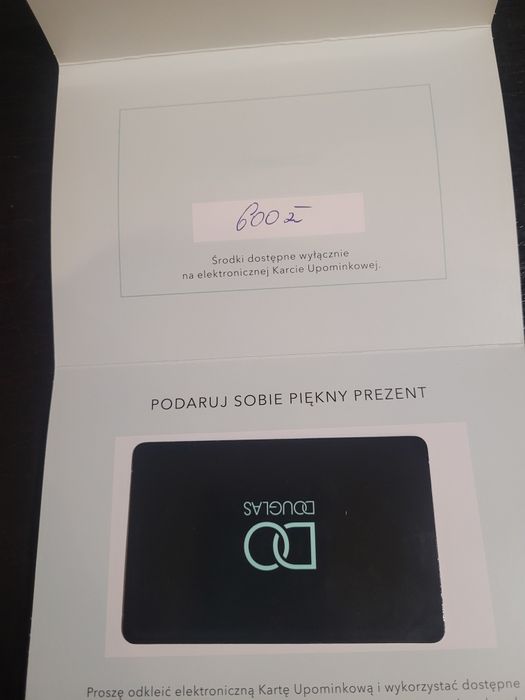 600 zł
Środki dostępne wyłącznie
na elektronicznej Karcie Upominkowej.
PODARUJ SOBIE PIĘKNY PREZENT
DOUGLAS
DO
Proszę odkleić elektroniczną Kartę Upominkową i wykorzystać dostępne